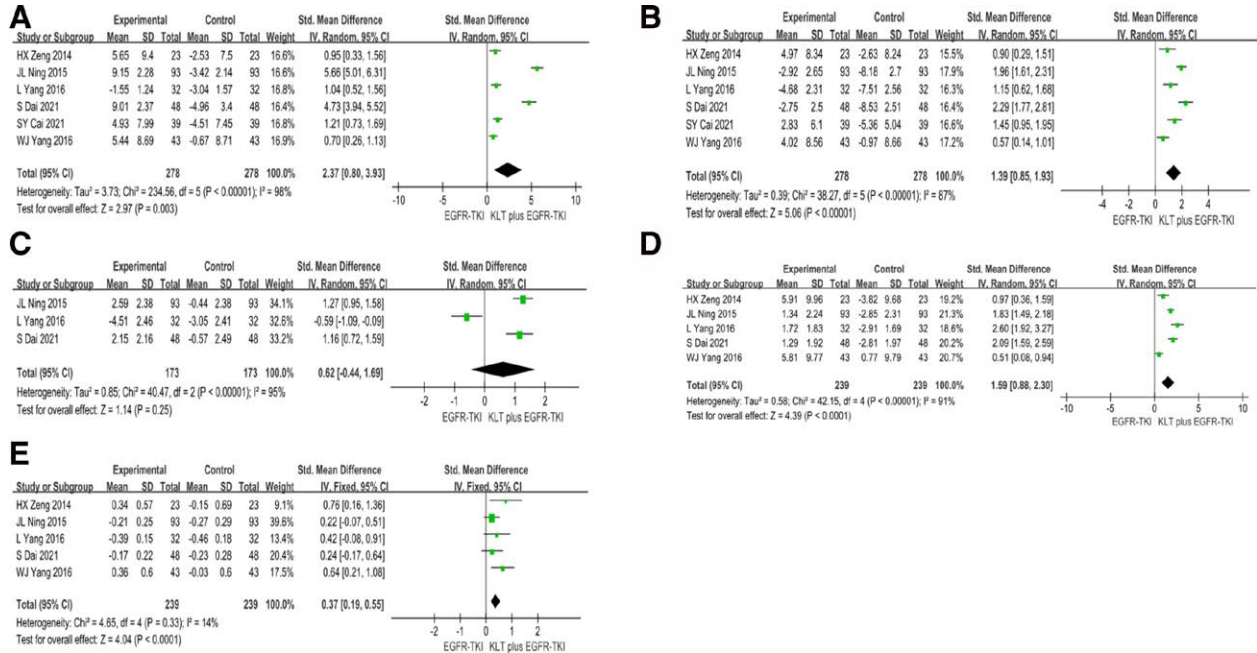 A
Experimental Control Std. Mean Difference Std. Mean Difference
Study or Subgroup Mean SD Total Mean SD Total Weight IV, Random, 95% CI IV, Random, 95% CI
HX Zeng 2014 5.65 9.4 23 -2.53 7.5 23 16.6% 0.95 [0.33, 1.56]
JL Ning 2015 9.15 2.28 93 -3.42 2.14 93 16.6% 5.66 [5.01, 6.31]
L Yang 2016 -1.55 1.24 32 -3.04 1.57 32 16.7% 1.04 [0.52, 1.56]
S Dai 2021 9.01 2.37 48 -4.96 3.4 48 16.4% 4.73 [3.94, 5.52]
SY Cai 2021 4.93 7.99 39 -4.51 7.45 39 16.8% 1.21 [0.73, 1.69]
WJ Yang 2016 5.44 8.69 43 -0.67 8.71 43 16.9% 0.70 [0.26, 1.13]
Total (95% CI) 278 278 100.0% 2.37 [0.80, 3.93]
Heterogeneity: Tau² = 3.73; Chi² = 234.56, df = 5 (P < 0.00001); I² = 98%
Test for overall effect: Z = 2.97 (P = 0.003)
-10 -5 0 5 10
EGFR-TKI KLT plus EGFR-TKI
B
Experimental Control Std. Mean Difference Std. Mean Difference
Study or Subgroup Mean SD Total Mean SD Total Weight IV, Random, 95% CI IV, Random, 95% CI
HX Zeng 2014 4.97 8.34 23 -2.63 8.24 23 15.5% 0.90 [0.29, 1.51]
JL Ning 2015 -2.92 2.65 93 -8.18 2.7 93 17.9% 1.96 [1.61, 2.31]
L Yang 2016 -4.68 2.31 32 -7.51 2.56 32 16.4% 1.15 [0.62, 1.68]
S Dai 2021 -2.75 2.5 48 -8.53 2.51 48 16.4% 2.29 [1.77, 2.81]
SY Cai 2021 2.83 6.1 39 -5.36 5.04 39 16.6% 1.45 [0.95, 1.95]
WJ Yang 2016 4.02 8.56 43 -0.97 8.66 43 17.2% 0.57 [0.14, 1.01]
Total (95% CI) 278 278 100.0% 1.39 [0.85, 1.93]
Heterogeneity: Tau² = 0.39; Chi² = 38.27, df = 5 (P < 0.00001); I² = 87%
Test for overall effect: Z = 5.06 (P < 0.00001)
-4 -2 0 2 4
EGFR-TKI KLT plus EGFR-TKI
C
Experimental Control Std. Mean Difference Std. Mean Difference
Study or Subgroup Mean SD Total Mean SD Total Weight IV, Random, 95% CI IV, Random, 95% CI
JL Ning 2015 2.59 2.38 93 -0.44 2.38 93 34.1% 1.27 [0.95, 1.58]
L Yang 2016 -4.51 2.46 32 -3.05 2.41 32 32.6% -0.59 [-1.09, -0.09]
S Dai 2021 2.15 2.16 48 -0.57 2.49 48 33.2% 1.16 [0.72, 1.59]
Total (95% CI) 173 173 100.0% 0.62 [-0.44, 1.69]
Heterogeneity: Tau² = 0.85; Chi² = 40.47, df = 2 (P < 0.00001); I² = 95%
Test for overall effect: Z = 1.14 (P = 0.25)
-2 -1 0 1 2
EGFR-TKI KLT plus EGFR-TKI
D
Experimental Control Std. Mean Difference Std. Mean Difference
Study or Subgroup Mean SD Total Mean SD Total Weight IV, Random, 95% CI IV, Random, 95% CI
HX Zeng 2014 5.91 9.96 23 -3.82 9.68 23 19.2% 0.97 [0.36, 1.59]
JL Ning 2015 1.34 2.24 93 -2.85 2.31 93 21.3% 1.83 [1.49, 2.18]
L Yang 2016 1.72 1.83 32 -2.91 1.69 32 18.6% 2.60 [1.92, 3.27]
S Dai 2021 1.29 1.92 48 -2.81 1.97 48 20.2% 2.09 [1.59, 2.59]
WJ Yang 2016 5.81 9.77 43 0.77 9.79 43 20.7% 0.51 [0.08, 0.94]
Total (95% CI) 239 239 100.0% 1.59 [0.88, 2.30]
Heterogeneity: Tau² = 0.58; Chi² = 42.15, df = 4 (P < 0.00001); I² = 91%
Test for overall effect: Z = 4.39 (P < 0.0001)
-10 -5 0 5 10
EGFR-TKI KLT plus EGFR-TKI
E
Experimental Control Std. Mean Difference Std. Mean Difference
Study or Subgroup Mean SD Total Mean SD Total Weight IV, Fixed, 95% CI IV, Fixed, 95% CI
HX Zeng 2014 0.34 0.57 23 -0.15 0.69 23 9.1% 0.76 [0.16, 1.36]
JL Ning 2015 -0.21 0.25 93 -0.27 0.29 93 39.6% 0.22 [-0.07, 0.51]
L Yang 2016 -0.39 0.15 32 -0.46 0.18 32 13.4% 0.42 [-0.08, 0.91]
S Dai 2021 -0.17 0.22 48 -0.23 0.28 48 20.4% 0.24 [-0.17, 0.64]
WJ Yang 2016 0.36 0.6 43 -0.03 0.6 43 17.5% 0.64 [0.21, 1.08]
Total (95% CI) 239 239 100.0% 0.37 [0.19, 0.55]
Heterogeneity: Chi² = 4.65, df = 4 (P = 0.33); I² = 14%
Test for overall effect: Z = 4.04 (P < 0.0001)
-2 -1 0 1 2
EGFR-TKI KLT plus EGFR-TKI